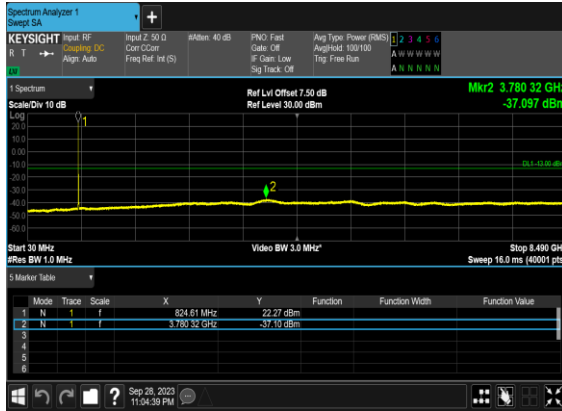 Spectrum Analyzer 1
Swept SA
+
KEYSIGHT
R T
LU
Input: RF
Coupling: DC
Align: Auto
Input Z: 50 Ω
Corr CCorr
Freq Ref: Int (S)
#Atten: 40 dB
PNO: Fast
Gate: Off
IF Gain: Low
Sig Track: Off
Avg Type: Power (RMS)
Avg|Hold: 100/100
Trig: Free Run
1 2 3 4 5 6
A W W W W W
A N N N N N
1 Spectrum
Scale/Div 10 dB
Ref Lvl Offset 7.50 dB
Ref Level 30.00 dBm
Mkr2 3.780 32 GHz
-37.097 dBm
Log
20.0
10.0
0.00
-10.0
-20.0
-30.0
-40.0
-50.0
-60.0
1
2
DL1 -13.00 dBm
Start 30 MHz
#Res BW 1.0 MHz
Video BW 3.0 MHz*
Stop 8.490 GHz
Sweep 16.0 ms (40001 pts)
5 Marker Table
Mode Trace Scale X Y Function Function Width Function Value
1 N 1 f 824.61 MHz 22.27 dBm
2 N 1 f 3.780 32 GHz -37.10 dBm
3
4
5
6
?
Sep 28, 2023
11:04:39 PM